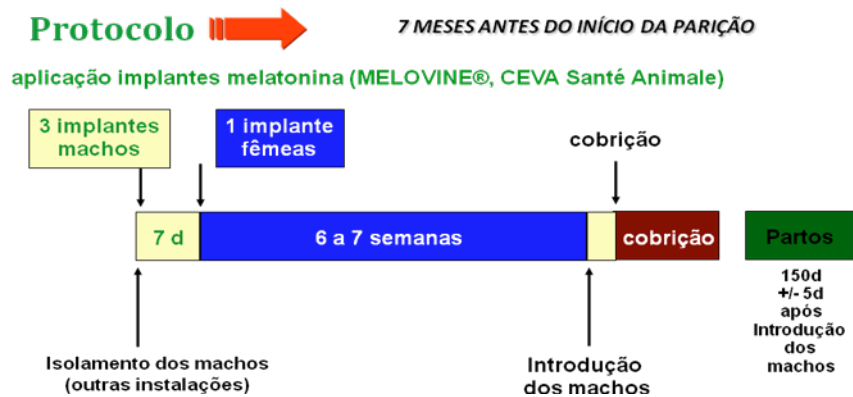 Protocolo
7 MESES ANTES DO INÍCIO DA PARIÇÃO
aplicação implantes melatonina (MELOVINE®, CEVA Santé Animale)
3 implantes
machos
1 implante
fêmeas
cobrição
7 d
6 a 7 semanas
cobrição
Partos
150d
+/- 5d
após
Introdução
dos
machos
Isolamento dos machos
(outras instalações)
Introdução
dos machos